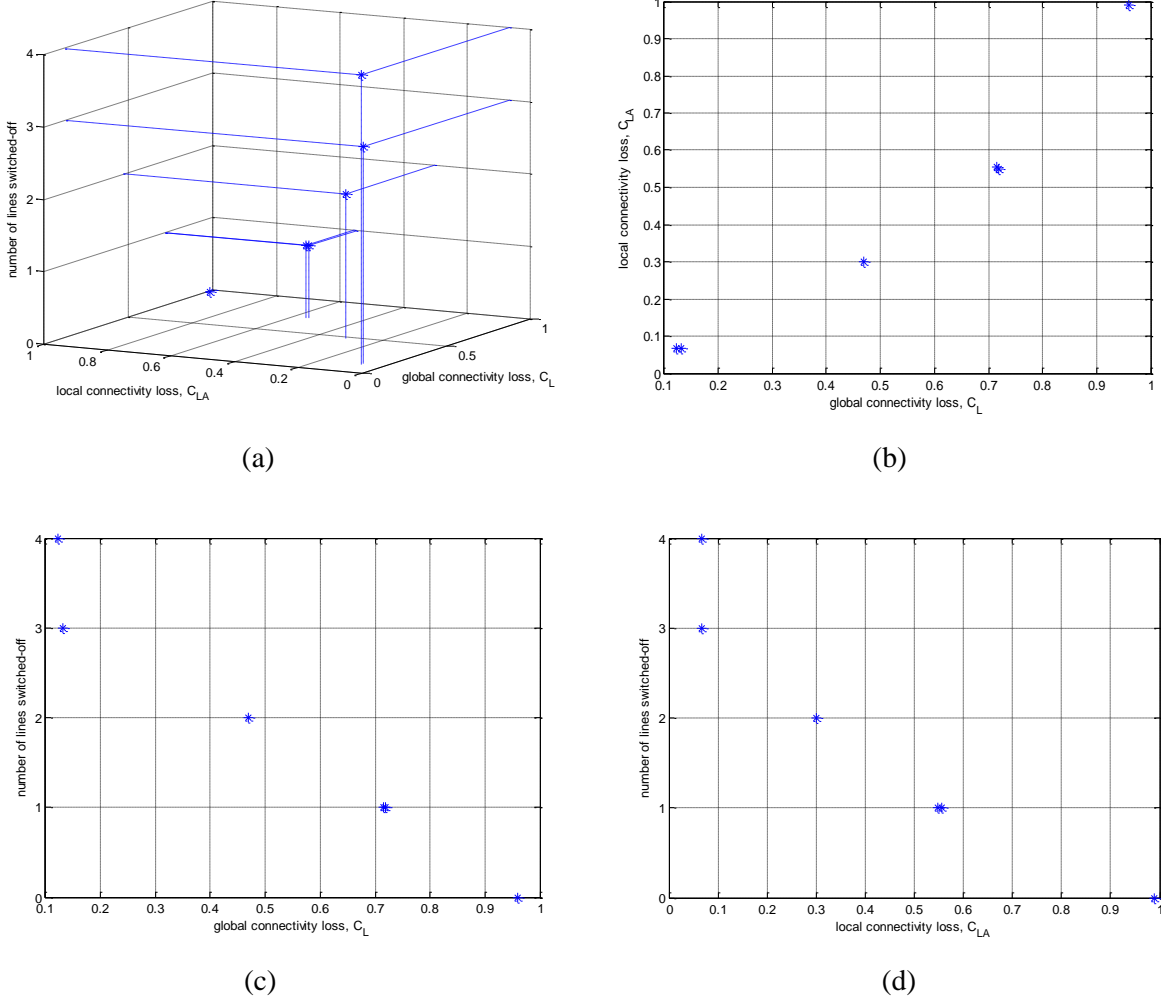 4
3
2
1
0
number of lines switched-off
1
0.8
0.6
0.4
0.2
0
local connectivity loss, C_LA
0
0.5
1
global connectivity loss, C_L
(a)
1
0.9
0.8
0.7
0.6
0.5
0.4
0.3
0.2
0.1
0
local connectivity loss, C_LA
0.1 0.2 0.3 0.4 0.5 0.6 0.7 0.8 0.9 1
global connectivity loss, C_L
(b)
4
3
2
1
0
number of lines switched-off
0.1 0.2 0.3 0.4 0.5 0.6 0.7 0.8 0.9 1
global connectivity loss, C_L
(c)
4
3
2
1
0
number of lines switched-off
0 0.1 0.2 0.3 0.4 0.5 0.6 0.7 0.8 0.9 1
local connectivity loss, C_LA
(d)